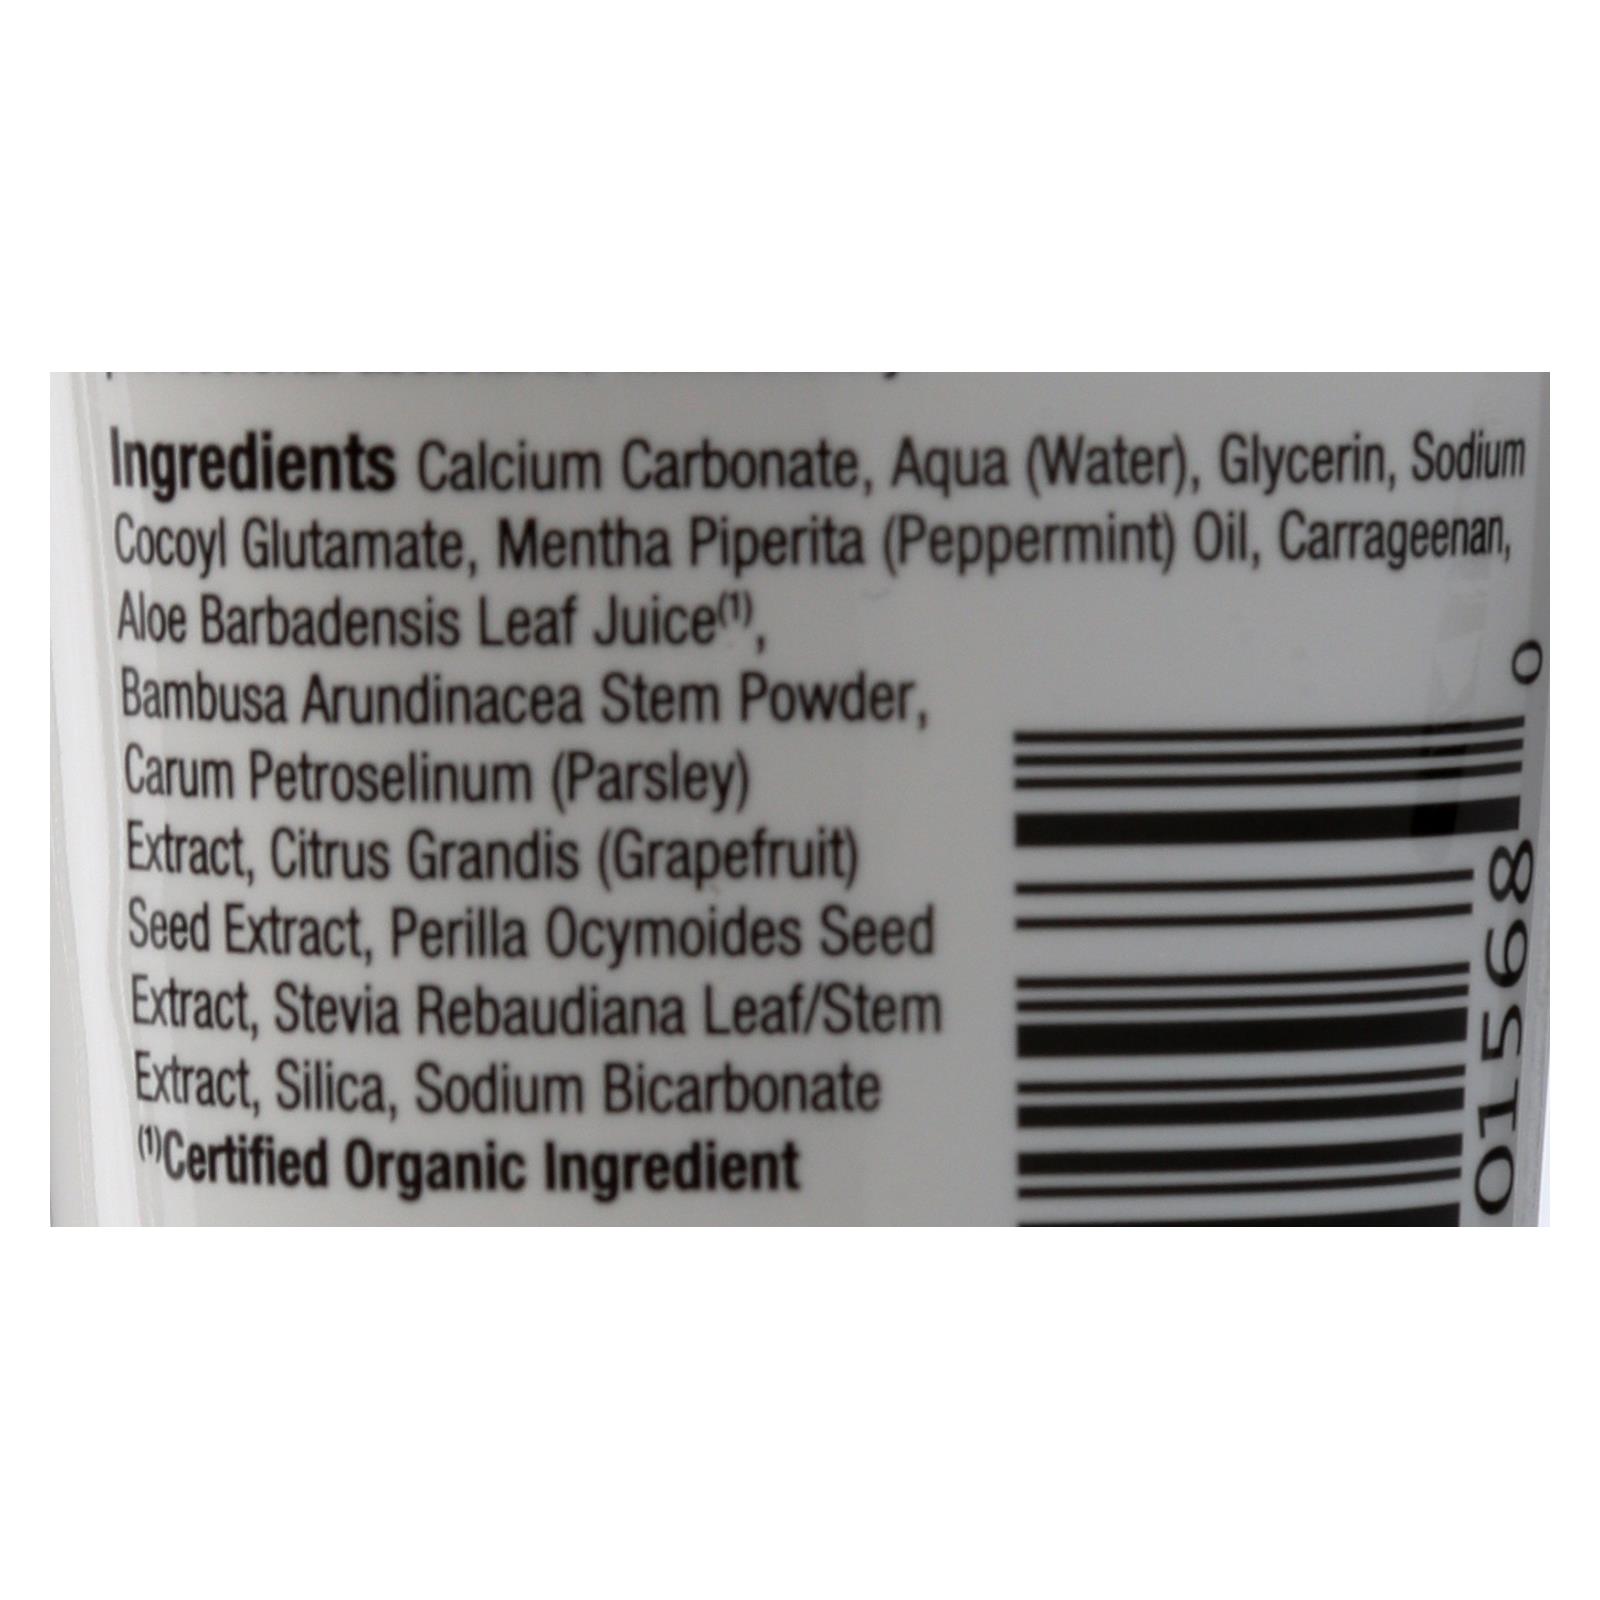 Ingredients Calcium Carbonate, Aqua (Water), Glycerin, Sodium
Cocoyl Glutamate, Mentha Piperita (Peppermint) Oil, Carrageenan,
Aloe Barbadensis Leaf Juice(1),
Bambusa Arundinacea Stem Powder,
Carum Petroselinum (Parsley)
Extract, Citrus Grandis (Grapefruit)
Seed Extract, Perilla Ocymoides Seed
Extract, Stevia Rebaudiana Leaf/Stem
Extract, Silica, Sodium Bicarbonate
(1)Certified Organic Ingredient
01568 0